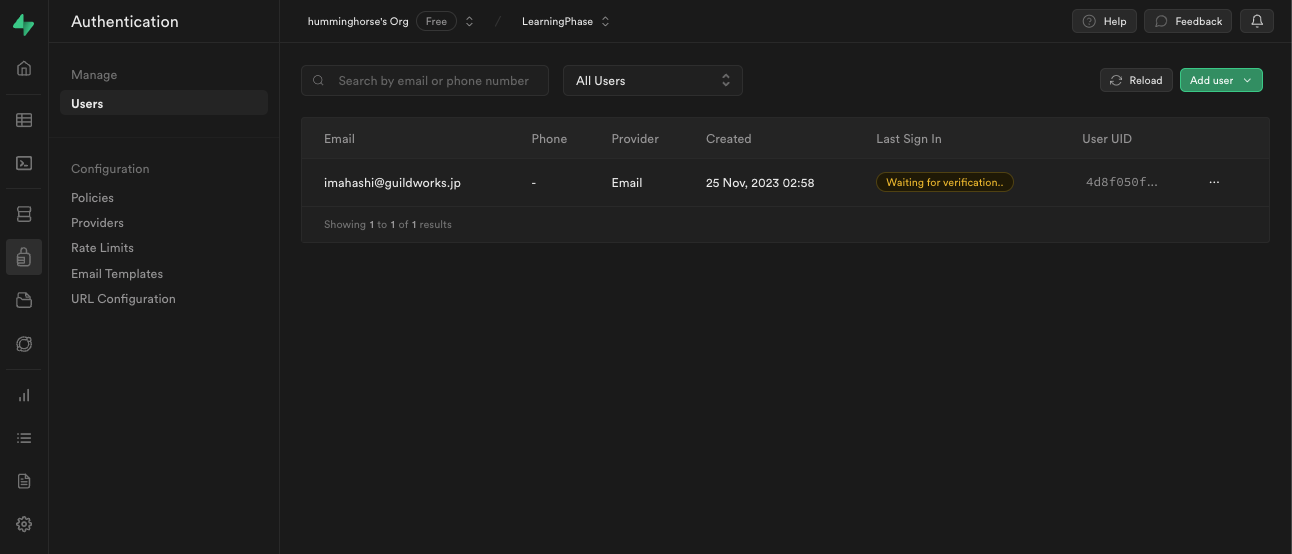 Authentication
humminghorse's Org Free / LearningPhase
Help Feedback
Manage
Users
Configuration
Policies
Providers
Rate Limits
Email Templates
URL Configuration
Search by email or phone number All Users Reload Add user
Email Phone Provider Created Last Sign In User UID
imahashi@guildworks.jp - Email 25 Nov, 2023 02:58 Waiting for verification.. 4d8f050f... ...
Showing 1 to 1 of 1 results